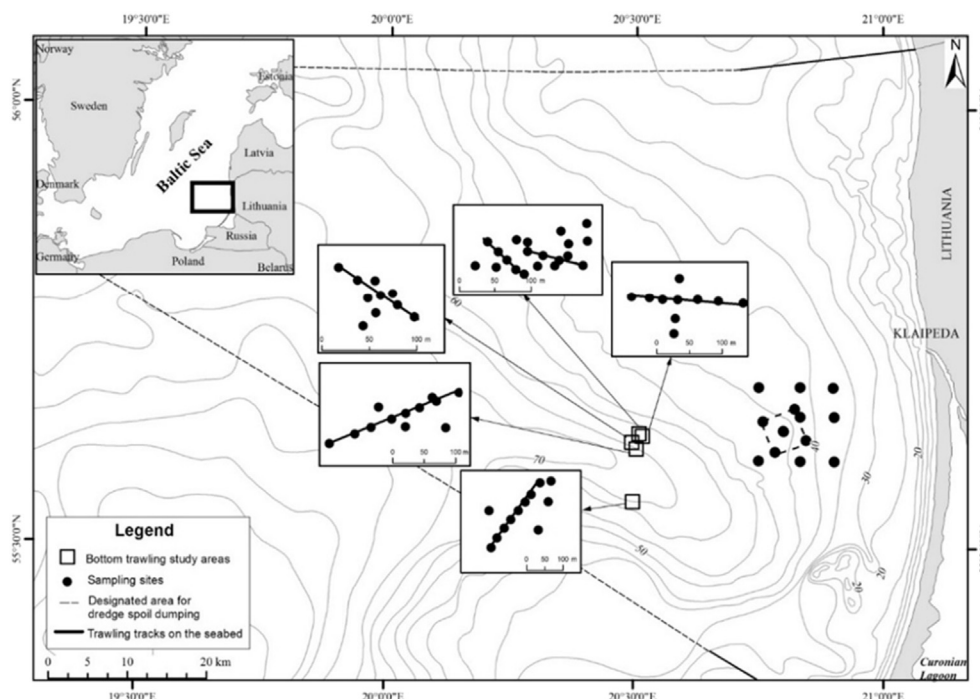 19°30'0"E
20°0'0"E
20°30'0"E
21°0'0"E
Norway
Sweden
Estonia
Latvia
Denmark
Baltic Sea
Lithuania
Russia
Germany
Poland
Belarus
56°0'0"N
N
LITHUANIA
KLAIPEDA
60
0 50 100 m
0 50 100 m
0 50 100 m
0 50 100 m
0 50 100 m
70
50
40
30
20
20
20
55°30'0"N
Legend
Bottom trawling study areas
Sampling sites
Designated area for
dredge spoil dumping
Trawling tracks on the seabed
0 5 10 20 km
Curonian
Lagoon
19°30'0"E
20°0'0"E
20°30'0"E
21°0'0"E